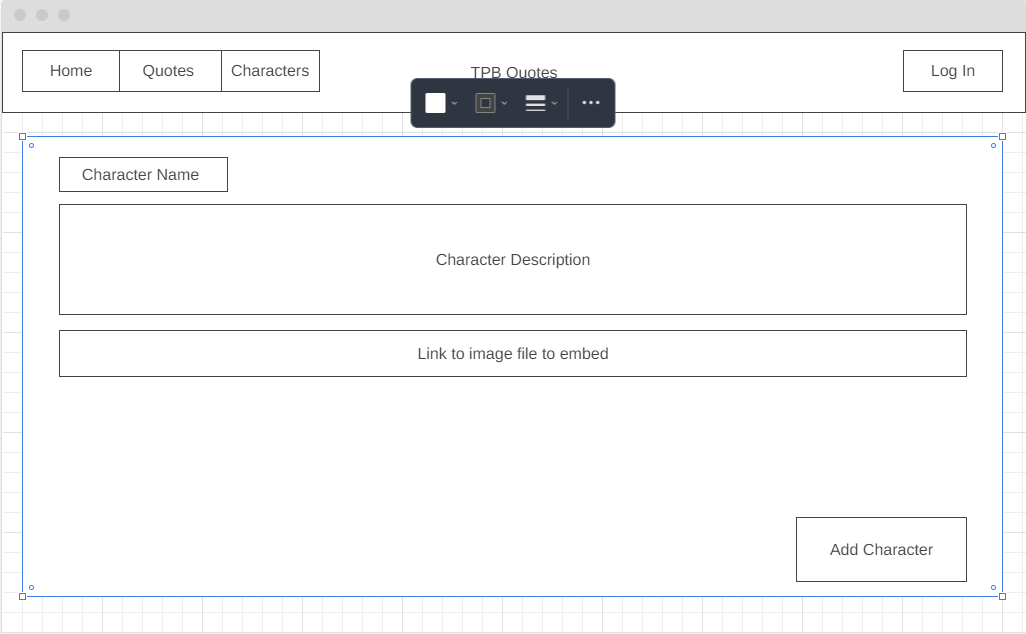 Home
Quotes
Characters
TPB Quotes
Log In
Character Name
Character Description
Link to image file to embed
Add Character